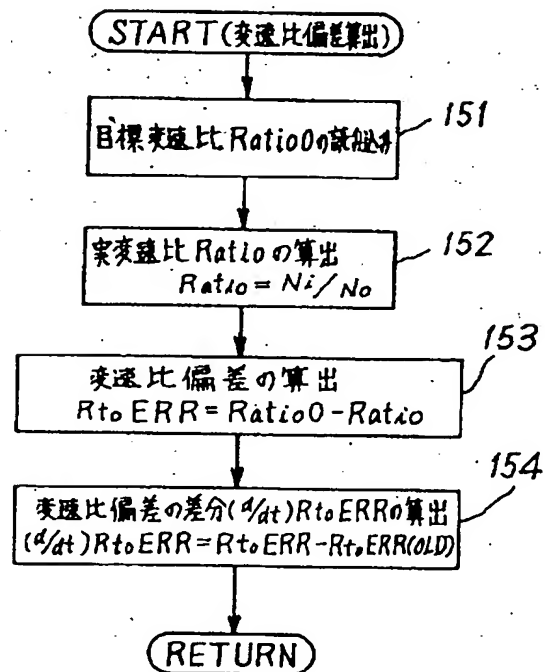 START(変速比偏差算出)
151
目標変速比Ratio0の読み込み
152
実変速比Ratioの算出
Ratio = Ni/No
153
変速比偏差の算出
RtoERR=Ratio0-Ratio
154
変速比偏差の差分(d/dt)RtoERRの算出
(d/dt)RtoERR=RtoERR-RtoERR(OLD)
RETURN